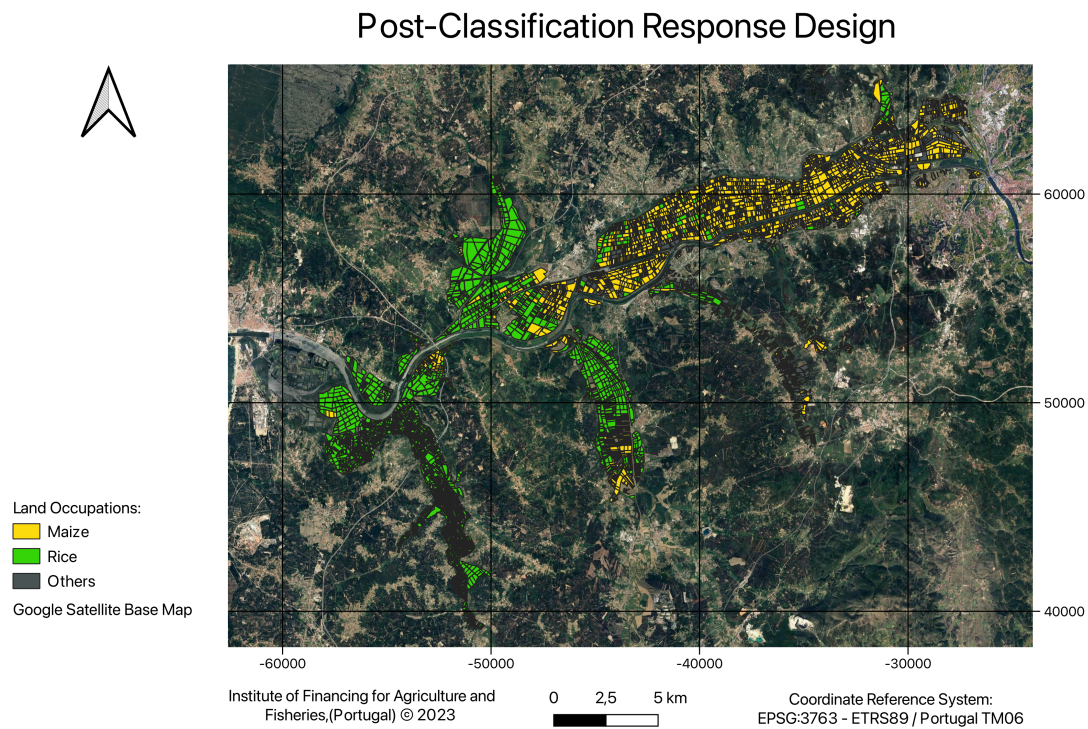 Post-Classification Response Design
60000
50000
40000
Land Occupations:
Maize
Rice
Others
Google Satellite Base Map
-60000
-50000
-40000
-30000
Institute of Financing for Agriculture and
Fisheries,(Portugal) © 2023
0 2,5 5 km
Coordinate Reference System:
EPSG:3763 - ETRS89 / Portugal TM06